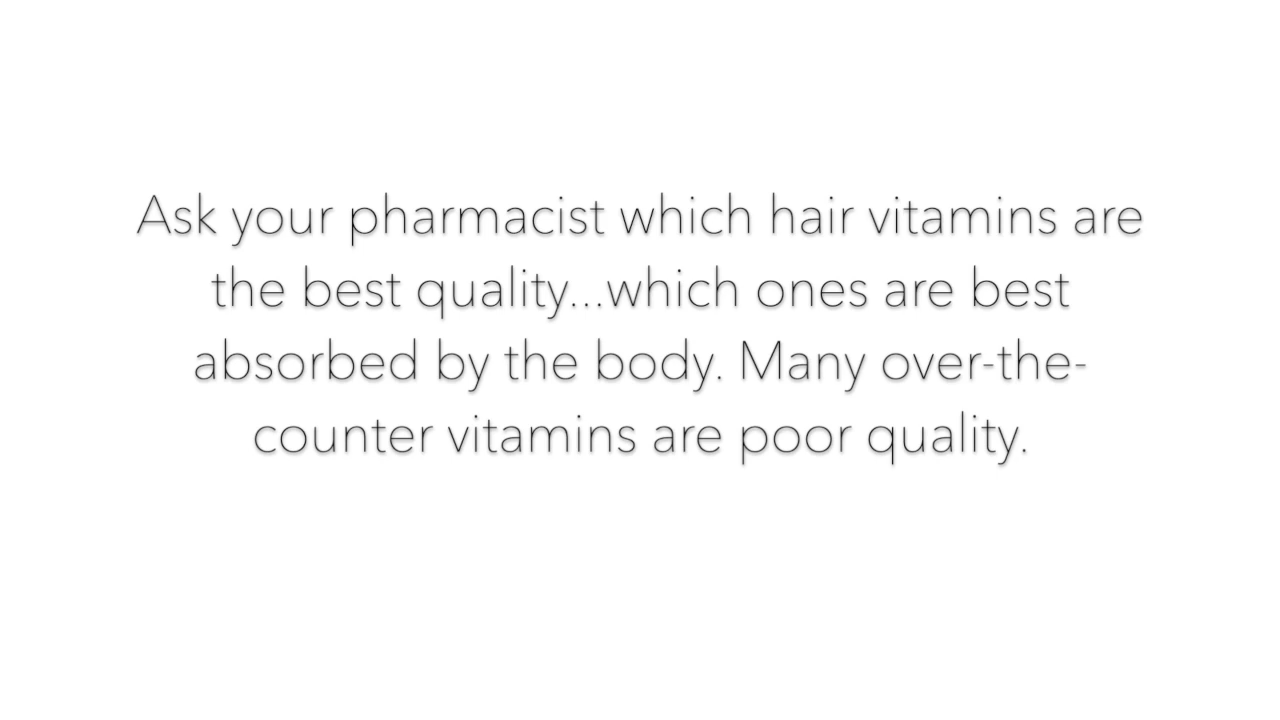 Ask your pharmacist which hair vitamins are
the best quality...which ones are best
absorbed by the body. Many over-the-
counter vitamins are poor quality.